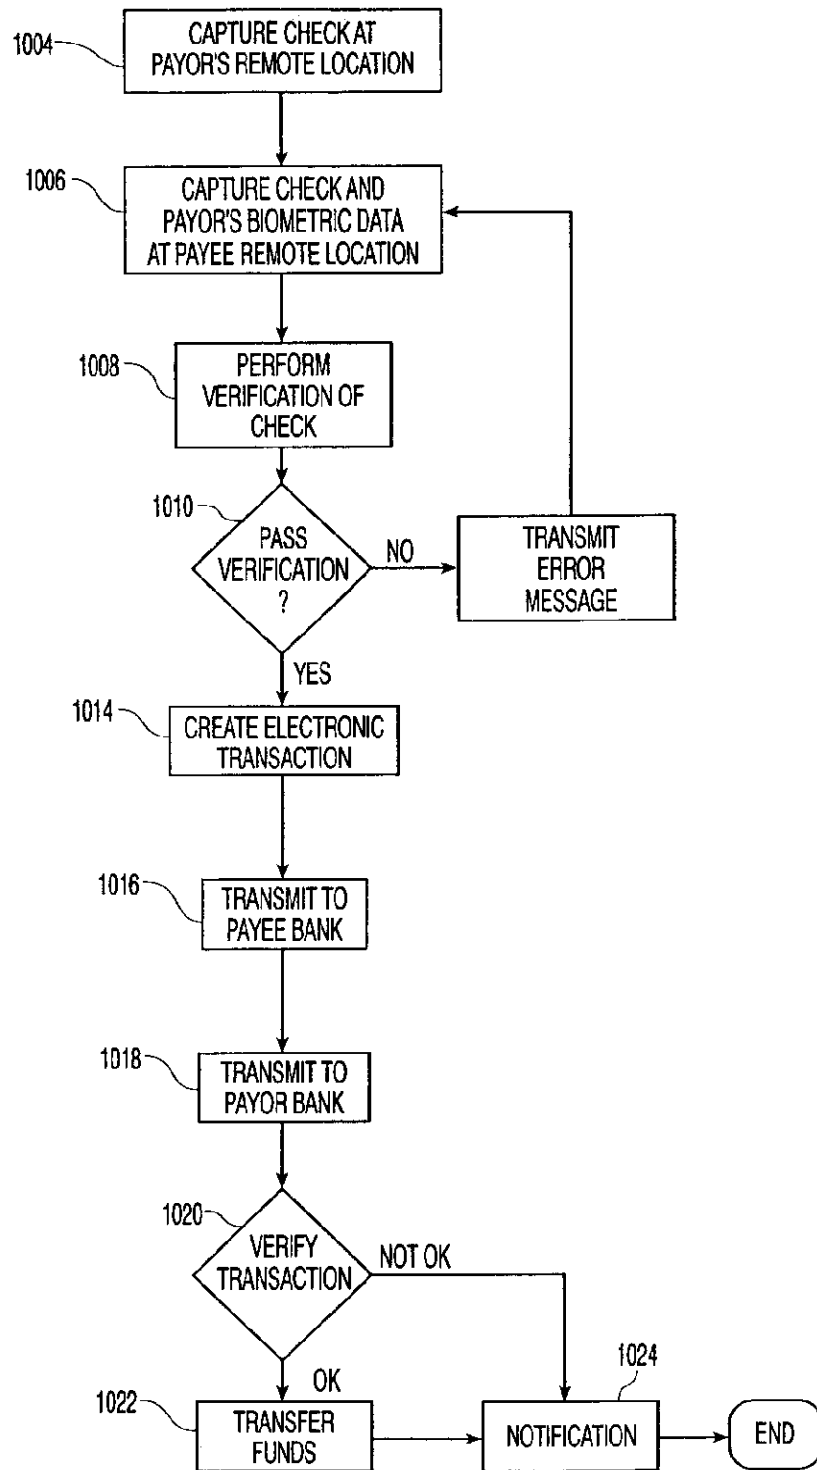 1004
CAPTURE CHECK AT
PAYOR'S REMOTE LOCATION
1006
CAPTURE CHECK AND
PAYOR'S BIOMETRIC DATA
AT PAYEE REMOTE LOCATION
1008
PERFORM
VERIFICATION OF
CHECK
1010
PASS
VERIFICATION
?
NO
TRANSMIT
ERROR
MESSAGE
YES
1014
CREATE ELECTRONIC
TRANSACTION
1016
TRANSMIT TO
PAYEE BANK
1018
TRANSMIT TO
PAYOR BANK
1020
VERIFY
TRANSACTION
NOT OK
OK
1022
TRANSFER
FUNDS
1024
NOTIFICATION
END